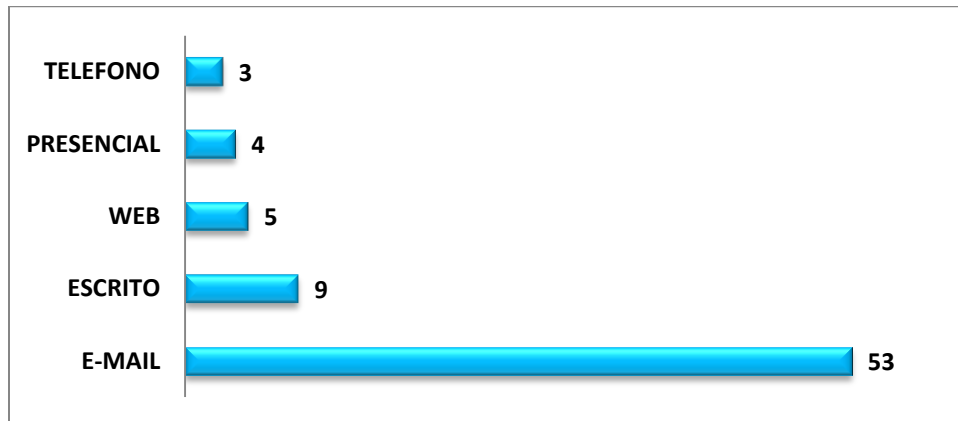 TELEFONO 3
PRESENCIAL 4
WEB 5
ESCRITO 9
E-MAIL 53